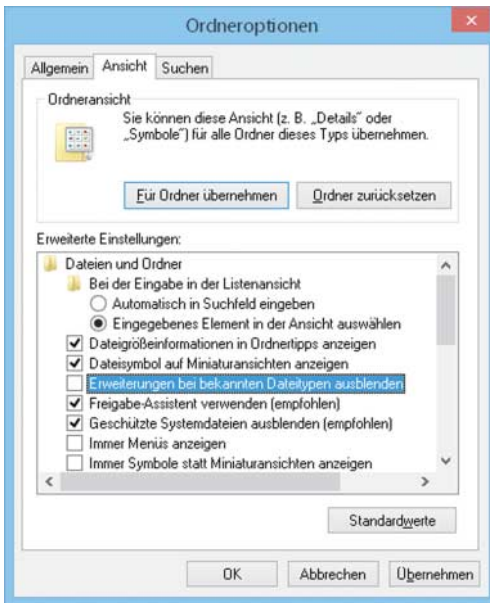 Ordneroptionen
Allgemein Ansicht Suchen
Ordneransicht
Sie können diese Ansicht (z. B. „Details" oder
„Symbole") für alle Ordner dieses Typs übernehmen.
Für Ordner übernehmen Ordner zurücksetzen
Erweiterte Einstellungen:
Dateien und Ordner
Bei der Eingabe in der Listenansicht
Automatisch in Suchfeld eingeben
Eingegebenes Element in der Ansicht auswählen
Dateigrößeinformationen in Ordnertipps anzeigen
Dateisymbol auf Miniaturansichten anzeigen
Erweiterungen bei bekannten Dateitypen ausblenden
Freigabe-Assistent verwenden (empfohlen)
Geschützte Systemdateien ausblenden (empfohlen)
Immer Menüs anzeigen
Immer Symbole statt Miniaturansichten anzeigen
Standardwerte
OK Abbrechen Übernehmen